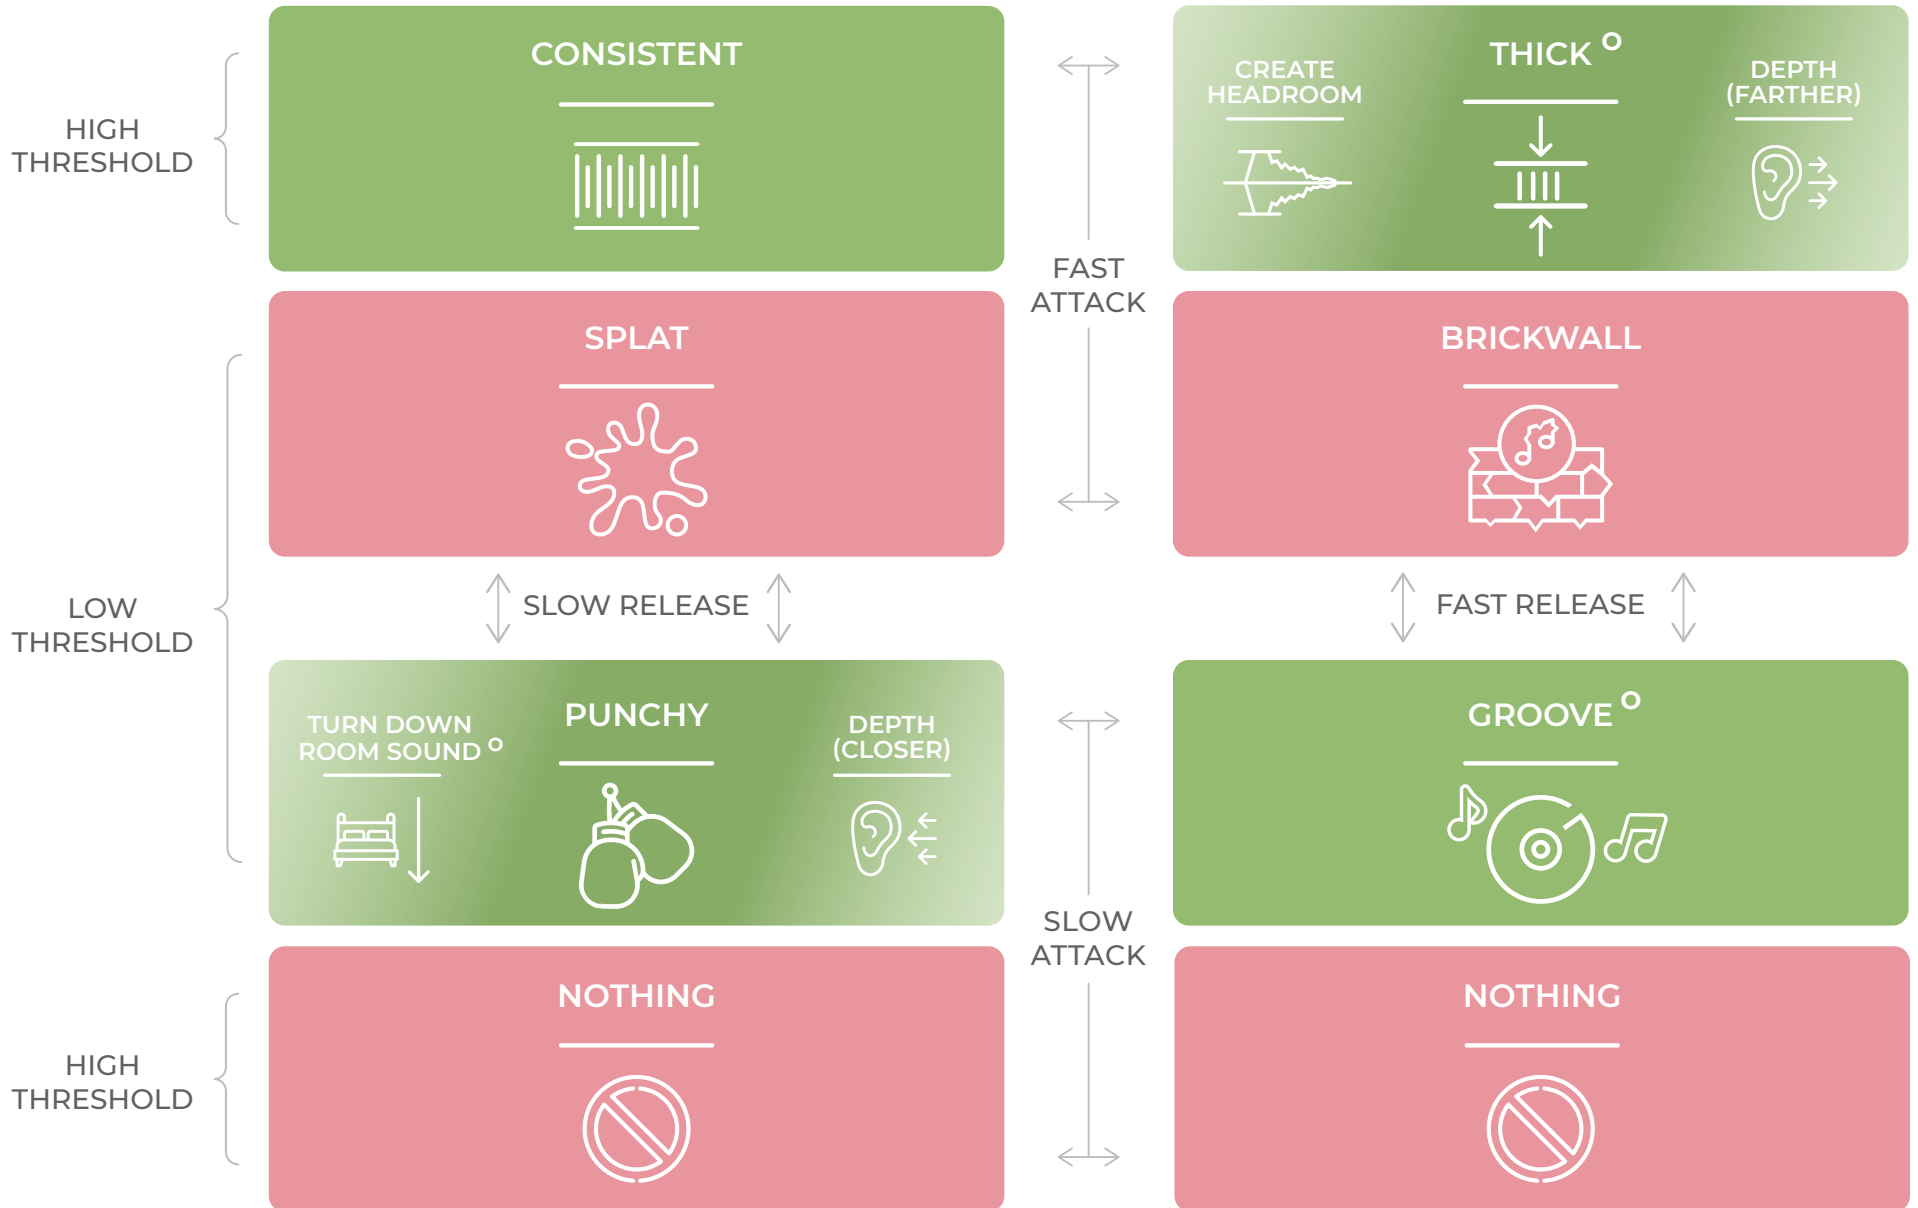 HIGH
THRESHOLD
CONSISTENT
CREATE
HEADROOM
THICK °
DEPTH
(FARTHER)
FAST
ATTACK
SPLAT
BRICKWALL
LOW
THRESHOLD
SLOW RELEASE
FAST RELEASE
TURN DOWN
ROOM SOUND °
PUNCHY
DEPTH
(CLOSER)
GROOVE °
SLOW
ATTACK
HIGH
THRESHOLD
NOTHING
NOTHING